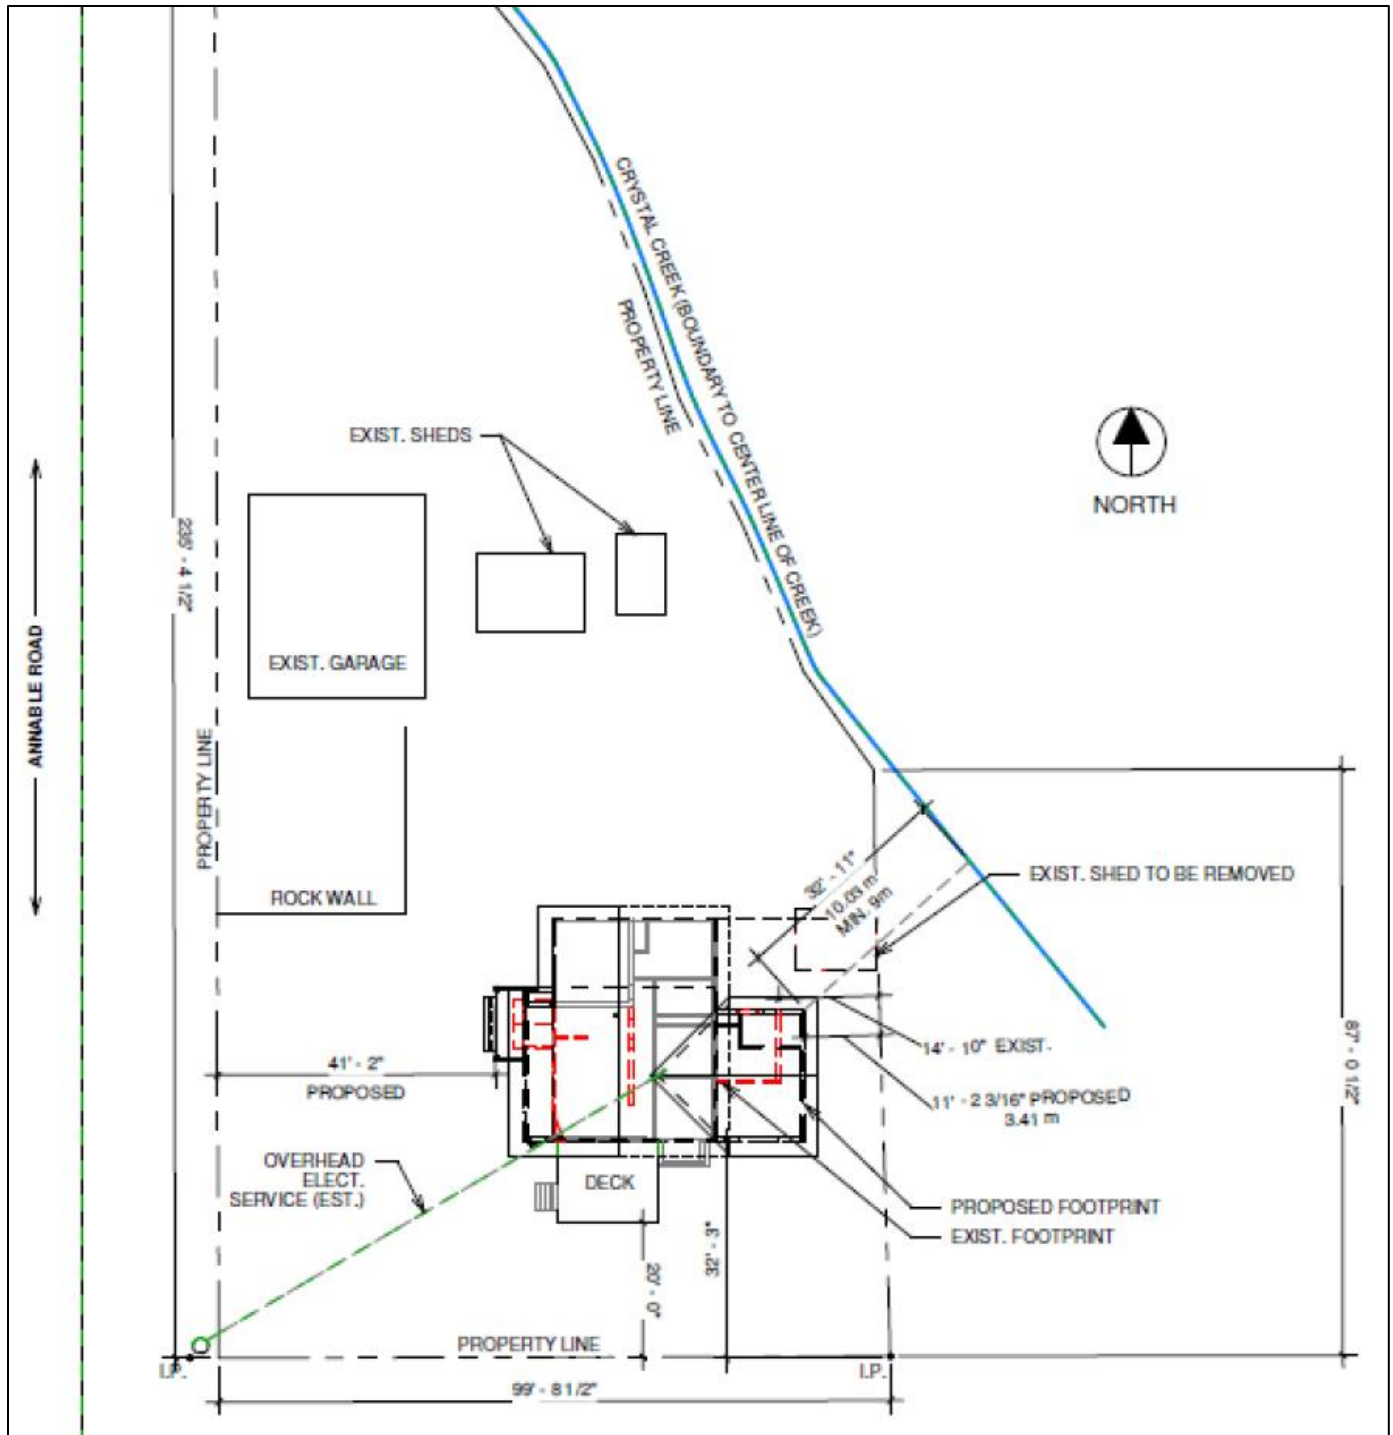 CRYSTAL CREEK (BOUNDARY TO CENTER LINE OF CREEK)
PROPERTY LINE
EXIST. SHEDS
NORTH
235' - 4 1/2"
ANNABLE ROAD
EXIST. GARAGE
PROPERTY LINE
ROCK WALL
32' - 11"
10.03 m
MIN. 9m
EXIST. SHED TO BE REMOVED
14' - 10" EXIST.
41' - 2"
PROPOSED
11' - 2 3/16" PROPOSED
3.41 m
87' - 0 1/2"
OVERHEAD
ELECT.
SERVICE (EST.)
DECK
PROPOSED FOOTPRINT
EXIST. FOOTPRINT
32' - 3"
20' - 0"
PROPERTY LINE
I.P.
I.P.
99' - 8 1/2"